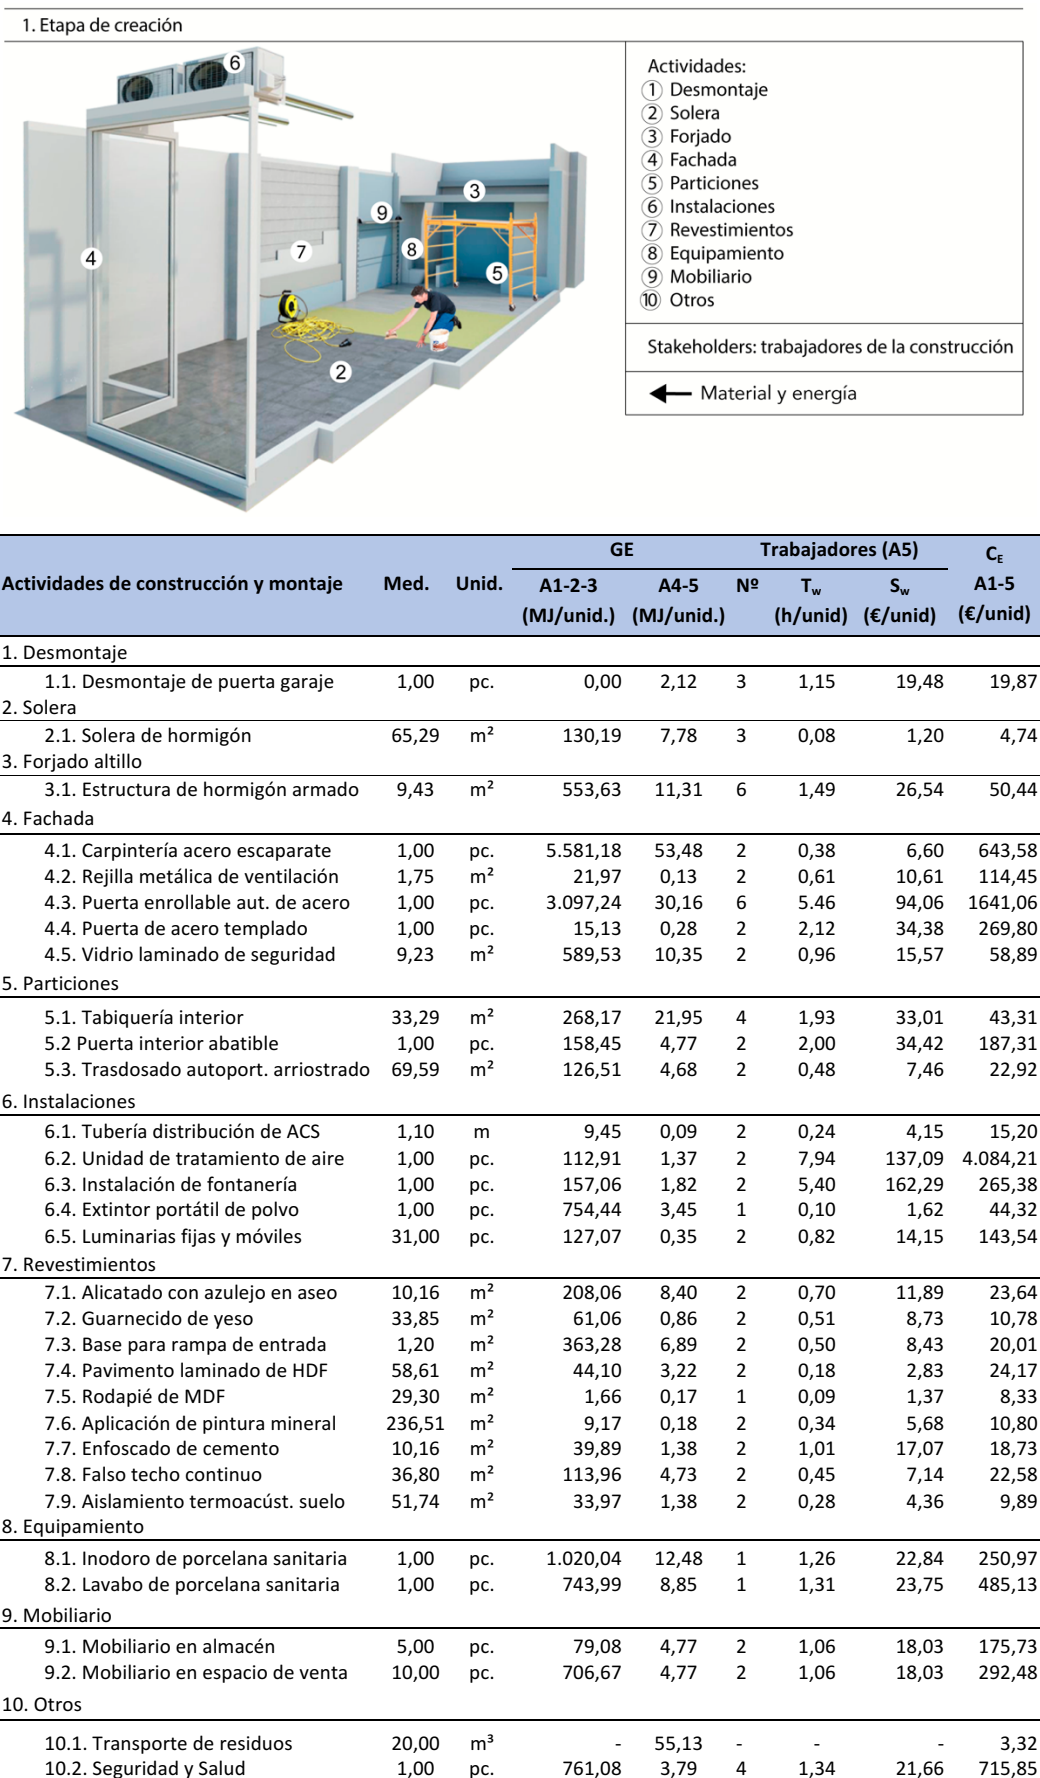 1. Etapa de creación
Actividades:
① Desmontaje
② Solera
③ Forjado
④ Fachada
⑤ Particiones
⑥ Instalaciones
⑦ Revestimientos
⑧ Equipamiento
⑨ Mobiliario
⑩ Otros
Stakeholders: trabajadores de la construcción
Material y energía
6
3
9
8
7
4
5
2
GE Trabajadores (A5) C_E
Actividades de construcción y montaje Med. Unid. A1-2-3 A4-5 Nº T_w S_w A1-5
(MJ/unid.) (MJ/unid.) (h/unid) (€/unid) (€/unid)
1. Desmontaje
1.1. Desmontaje de puerta garaje 1,00 pc. 0,00 2,12 3 1,15 19,48 19,87
2. Solera
2.1. Solera de hormigón 65,29 m² 130,19 7,78 3 0,08 1,20 4,74
3. Forjado altillo
3.1. Estructura de hormigón armado 9,43 m² 553,63 11,31 6 1,49 26,54 50,44
4. Fachada
4.1. Carpintería acero escaparate 1,00 pc. 5.581,18 53,48 2 0,38 6,60 643,58
4.2. Rejilla metálica de ventilación 1,75 m² 21,97 0,13 2 0,61 10,61 114,45
4.3. Puerta enrollable aut. de acero 1,00 pc. 3.097,24 30,16 6 5.46 94,06 1641,06
4.4. Puerta de acero templado 1,00 pc. 15,13 0,28 2 2,12 34,38 269,80
4.5. Vidrio laminado de seguridad 9,23 m² 589,53 10,35 2 0,96 15,57 58,89
5. Particiones
5.1. Tabiquería interior 33,29 m² 268,17 21,95 4 1,93 33,01 43,31
5.2 Puerta interior abatible 1,00 pc. 158,45 4,77 2 2,00 34,42 187,31
5.3. Trasdosado autoport. arriostrado 69,59 m² 126,51 4,68 2 0,48 7,46 22,92
6. Instalaciones
6.1. Tubería distribución de ACS 1,10 m 9,45 0,09 2 0,24 4,15 15,20
6.2. Unidad de tratamiento de aire 1,00 pc. 112,91 1,37 2 7,94 137,09 4.084,21
6.3. Instalación de fontanería 1,00 pc. 157,06 1,82 2 5,40 162,29 265,38
6.4. Extintor portátil de polvo 1,00 pc. 754,44 3,45 1 0,10 1,62 44,32
6.5. Luminarias fijas y móviles 31,00 pc. 127,07 0,35 2 0,82 14,15 143,54
7. Revestimientos
7.1. Alicatado con azulejo en aseo 10,16 m² 208,06 8,40 2 0,70 11,89 23,64
7.2. Guarnecido de yeso 33,85 m² 61,06 0,86 2 0,51 8,73 10,78
7.3. Base para rampa de entrada 1,20 m² 363,28 6,89 2 0,50 8,43 20,01
7.4. Pavimento laminado de HDF 58,61 m² 44,10 3,22 2 0,18 2,83 24,17
7.5. Rodapié de MDF 29,30 m² 1,66 0,17 1 0,09 1,37 8,33
7.6. Aplicación de pintura mineral 236,51 m² 9,17 0,18 2 0,34 5,68 10,80
7.7. Enfoscado de cemento 10,16 m² 39,89 1,38 2 1,01 17,07 18,73
7.8. Falso techo continuo 36,80 m² 113,96 4,73 2 0,45 7,14 22,58
7.9. Aislamiento termoacúst. suelo 51,74 m² 33,97 1,38 2 0,28 4,36 9,89
8. Equipamiento
8.1. Inodoro de porcelana sanitaria 1,00 pc. 1.020,04 12,48 1 1,26 22,84 250,97
8.2. Lavabo de porcelana sanitaria 1,00 pc. 743,99 8,85 1 1,31 23,75 485,13
9. Mobiliario
9.1. Mobiliario en almacén 5,00 pc. 79,08 4,77 2 1,06 18,03 175,73
9.2. Mobiliario en espacio de venta 10,00 pc. 706,67 4,77 2 1,06 18,03 292,48
10. Otros
10.1. Transporte de residuos 20,00 m³ - 55,13 - - - 3,32
10.2. Seguridad y Salud 1,00 pc. 761,08 3,79 4 1,34 21,66 715,85